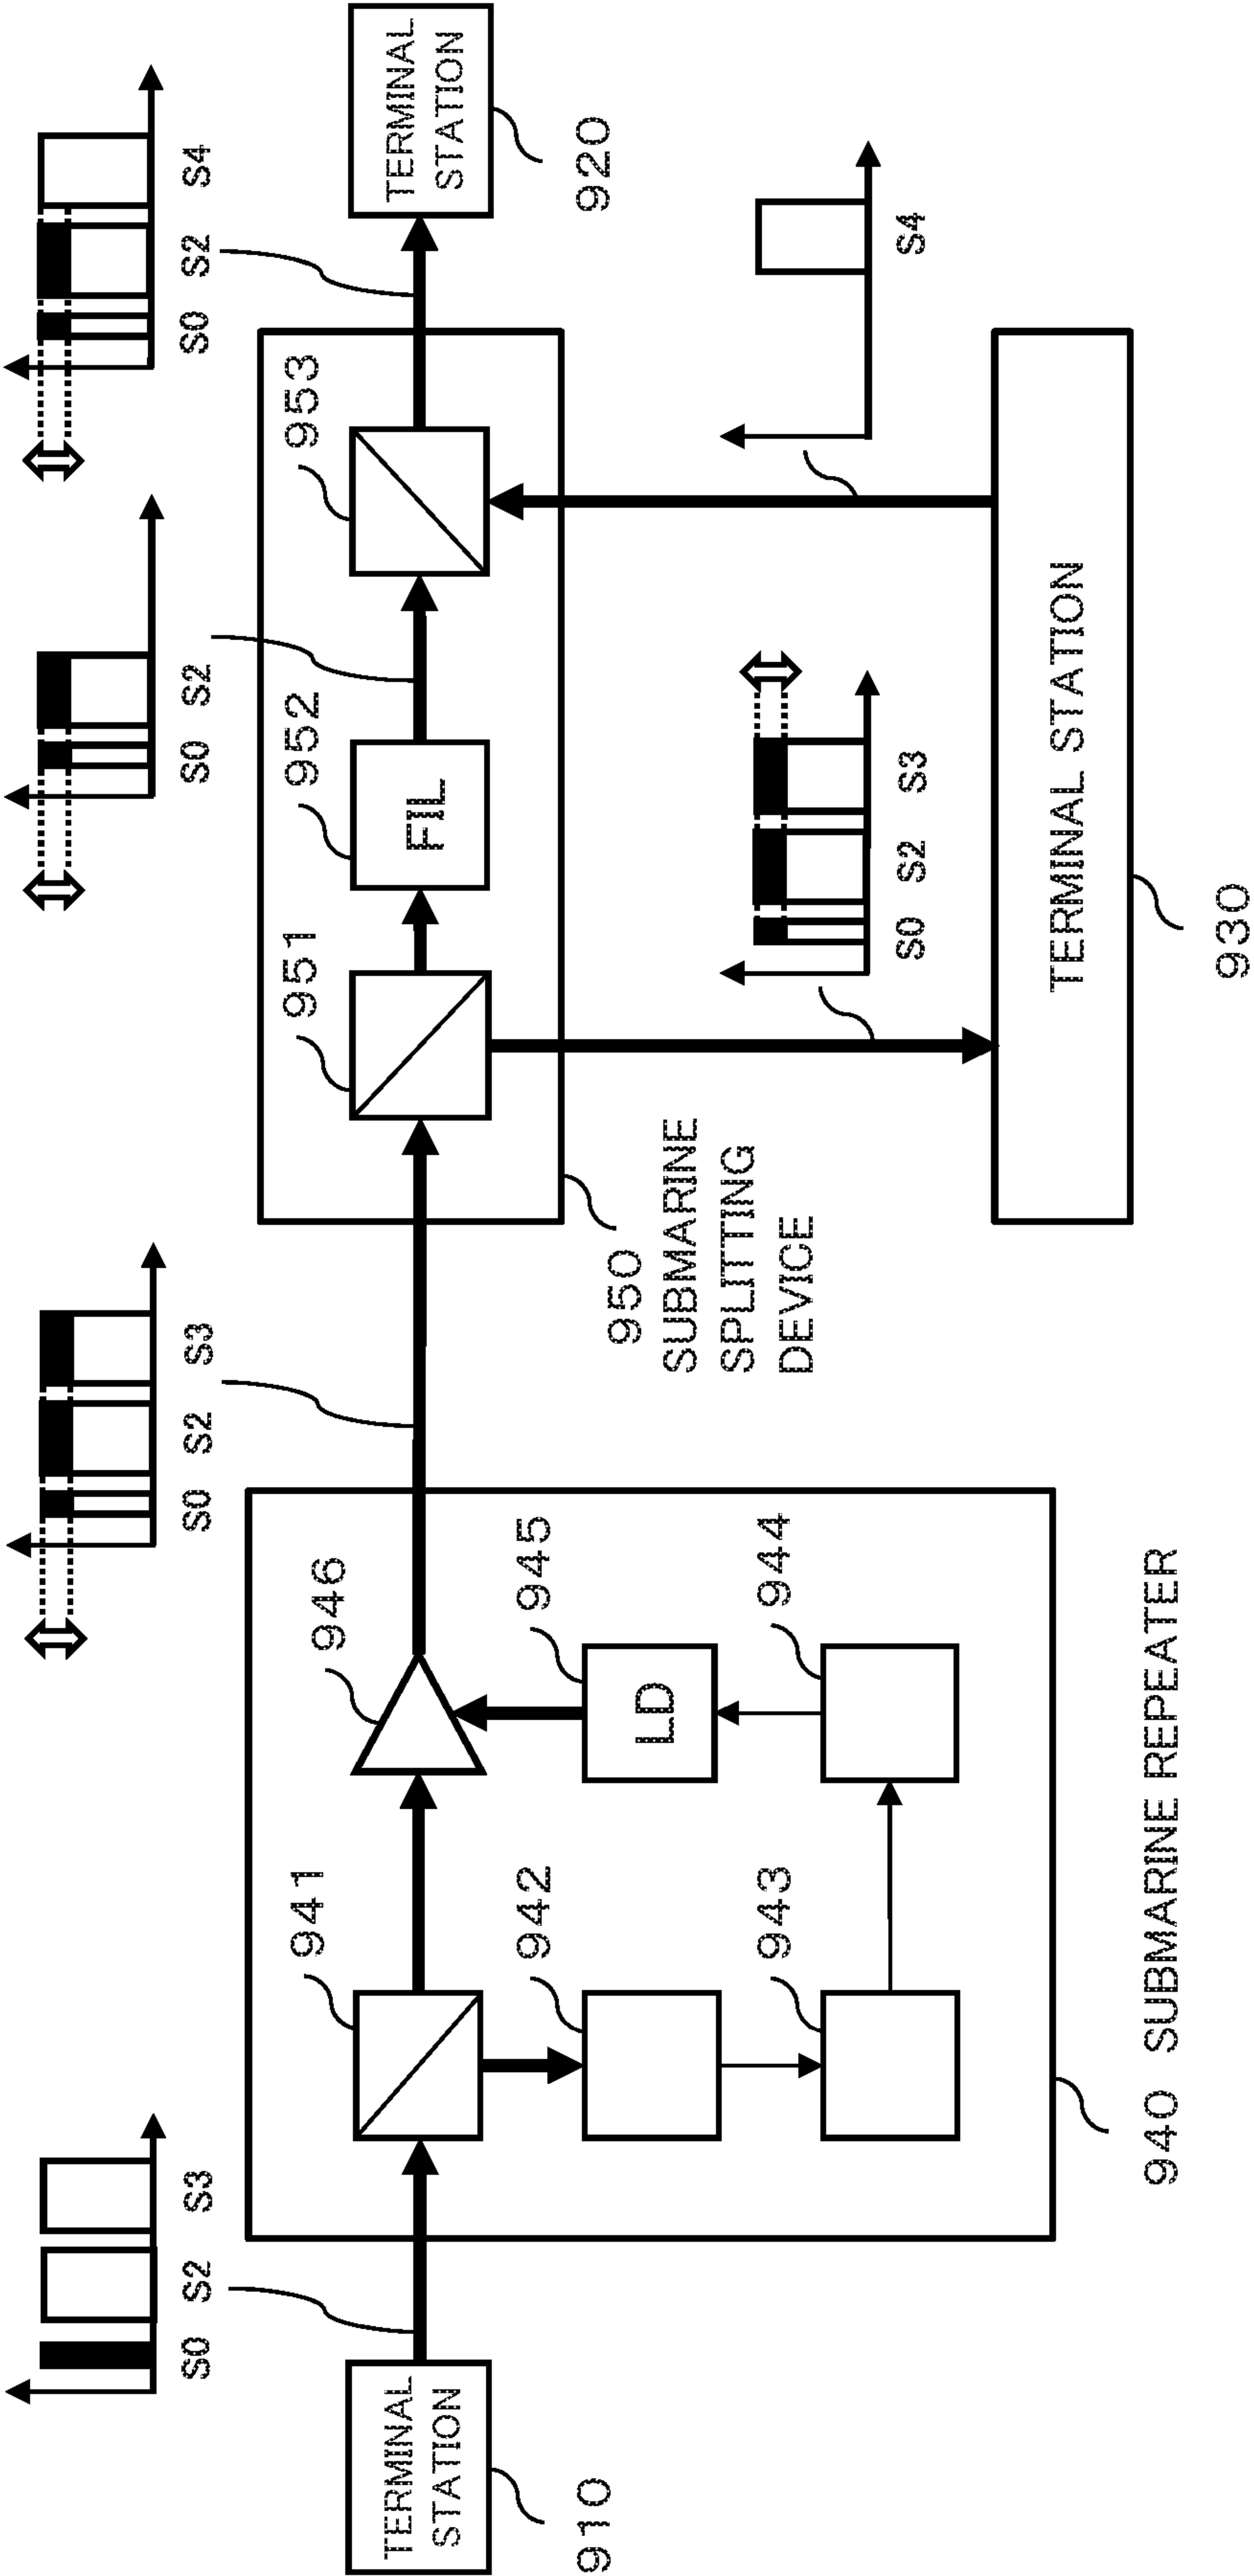 S0 S2 S3
S0 S2 S3
S0 S2
S0 S2 S4
TERMINAL
STATION
910
941
942
943
944
945
LD
946
940 SUBMARINE REPEATER
951
952
FIL
953
950
SUBMARINE
SPLITTING
DEVICE
TERMINAL
STATION
920
S0 S2 S3
S4
TERMINAL STATION
930